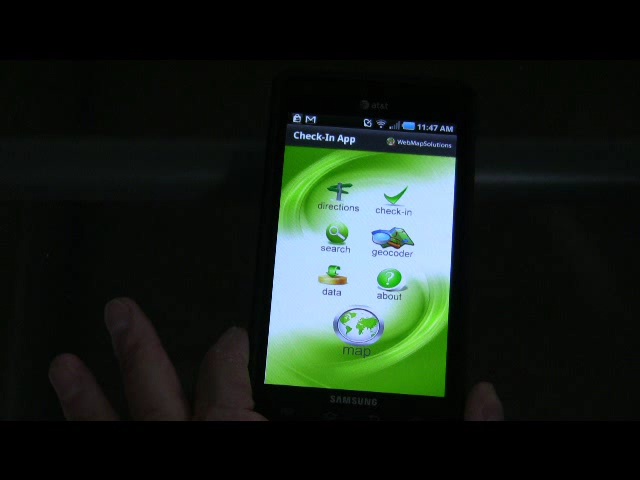 at&t
11:47 AM
Check-In App WebMapSolutions
directions check-in
search geocoder
data about
map
SAMSUNG